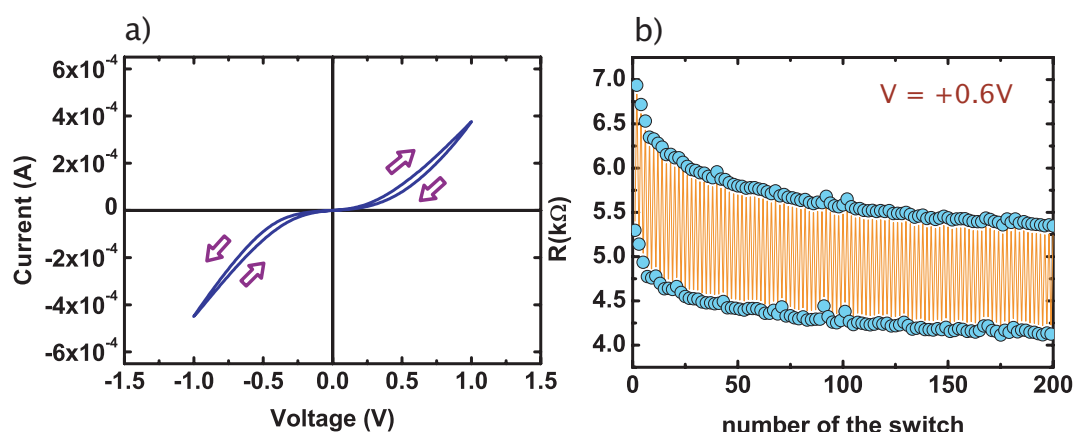 a)
6x10⁻⁴
4x10⁻⁴
2x10⁻⁴
0
-2x10⁻⁴
-4x10⁻⁴
-6x10⁻⁴
Current (A)
-1.5 -1.0 -0.5 0.0 0.5 1.0 1.5
Voltage (V)
b)
V = +0.6V
7.0
6.5
6.0
5.5
5.0
4.5
4.0
R(kΩ)
0 50 100 150 200
number of the switch